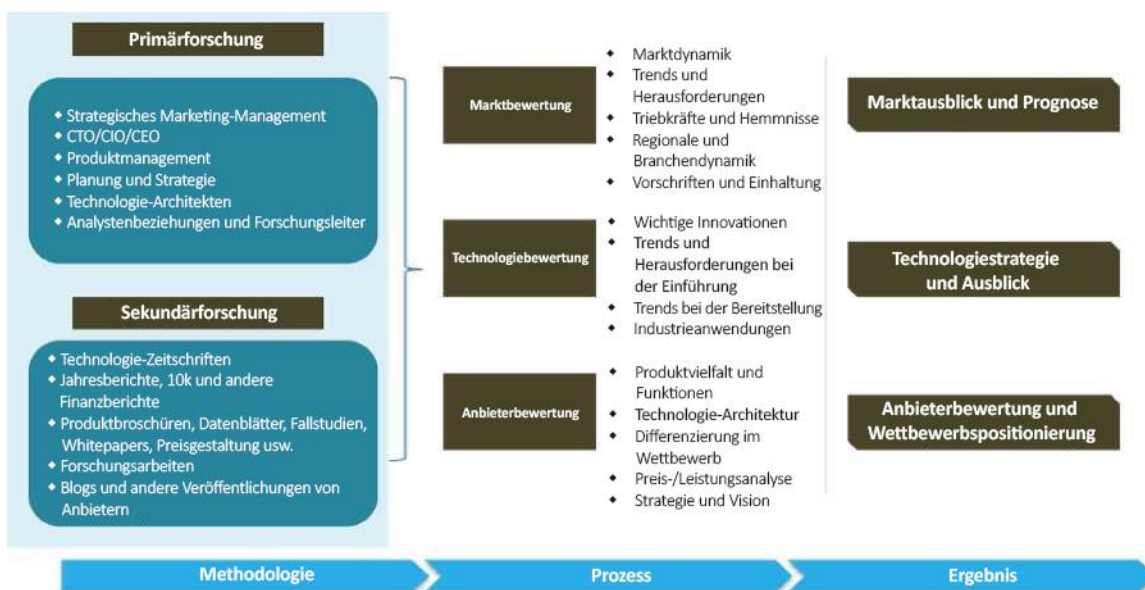 Primärforschung
◆ Strategisches Marketing-Management
◆ CTO/CIO/CEO
◆ Produktmanagement
◆ Planung und Strategie
◆ Technologie-Architekten
◆ Analystenbeziehungen und Forschungsleiter
Sekundärforschung
◆ Technologie-Zeitschriften
◆ Jahresberichte, 10k und andere
Finanzberichte
◆ Produktbroschüren, Datenblätter, Fallstudien,
Whitepapers, Preisgestaltung usw.
◆ Forschungsarbeiten
◆ Blogs und andere Veröffentlichungen von
Anbietern
Marktbewertung
◆ Marktdynamik
◆ Trends und
Herausforderungen
◆ Triebkräfte und Hemmnisse
◆ Regionale und
Branchendynamik
◆ Vorschriften und Einhaltung
Technologiebewertung
◆ Wichtige Innovationen
◆ Trends und
Herausforderungen bei
der Einführung
◆ Trends bei der Bereitstellung
◆ Industrieanwendungen
Anbieterbewertung
◆ Produktvielfalt und
Funktionen
◆ Technologie-Architektur
◆ Differenzierung im
Wettbewerb
◆ Preis-/Leistungsanalyse
◆ Strategie und Vision
Marktausblick und Prognose
Technologiestrategie
und Ausblick
Anbieterbewertung und
Wettbewerbspositionierung
Methodologie
Prozess
Ergebnis